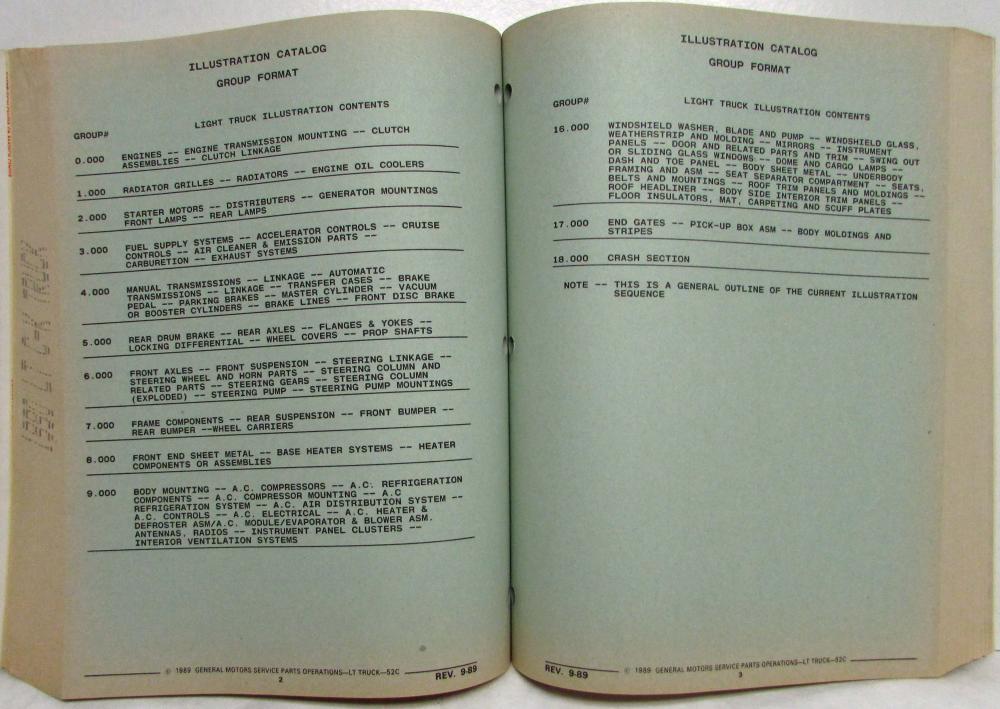 ILLUSTRATION CATALOG
GROUP FORMAT
GROUP# LIGHT TRUCK ILLUSTRATION CONTENTS
0.000 ENGINES -- ENGINE TRANSMISSION MOUNTING -- CLUTCH
ASSEMBLIES -- CLUTCH LINKAGE
1.000 RADIATOR GRILLES -- RADIATORS -- ENGINE OIL COOLERS
2.000 STARTER MOTORS -- DISTRIBUTERS -- GENERATOR MOUNTINGS
FRONT LAMPS -- REAR LAMPS
3.000 FUEL SUPPLY SYSTEMS -- ACCELERATOR CONTROLS -- CRUISE
CONTROLS -- AIR CLEANER & EMISSION PARTS --
CARBURETION -- EXHAUST SYSTEMS
4.000 MANUAL TRANSMISSIONS -- LINKAGE -- AUTOMATIC
TRANSMISSIONS -- LINKAGE -- TRANSFER CASES -- BRAKE
PEDAL -- PARKING BRAKES -- MASTER CYLINDER -- VACUUM
OR BOOSTER CYLINDERS -- BRAKE LINES -- FRONT DISC BRAKE
5.000 REAR DRUM BRAKE -- REAR AXLES -- FLANGES & YOKES --
LOCKING DIFFERENTIAL -- WHEEL COVERS -- PROP SHAFTS
6.000 FRONT AXLES -- FRONT SUSPENSION -- STEERING LINKAGE --
STEERING WHEEL AND HORN PARTS -- STEERING COLUMN AND
RELATED PARTS -- STEERING GEARS -- STEERING COLUMN
(EXPLODED) -- STEERING PUMP -- STEERING PUMP MOUNTINGS
7.000 FRAME COMPONENTS -- REAR SUSPENSION -- FRONT BUMPER --
REAR BUMPER --WHEEL CARRIERS
8.000 FRONT END SHEET METAL -- BASE HEATER SYSTEMS -- HEATER
COMPONENTS OR ASSEMBLIES
9.000 BODY MOUNTING -- A.C. COMPRESSORS -- A.C. REFRIGERATION
COMPONENTS -- A.C. COMPRESSOR MOUNTING -- A.C
REFRIGERATION SYSTEM -- A.C. AIR DISTRIBUTION SYSTEM --
A.C. CONTROLS -- A.C. ELECTRICAL -- A.C. HEATER &
DEFROSTER ASM/A.C. MODULE/EVAPORATOR & BLOWER ASM.
ANTENNAS, RADIOS -- INSTRUMENT PANEL CLUSTERS --
INTERIOR VENTILATION SYSTEMS
© 1989 GENERAL MOTORS SERVICE PARTS OPERATIONS—LT TRUCK—52C REV. 9-89
2
ILLUSTRATION CATALOG
GROUP FORMAT
GROUP# LIGHT TRUCK ILLUSTRATION CONTENTS
16.000 WINDSHIELD WASHER, BLADE AND PUMP -- WINDSHIELD GLASS,
WEATHERSTRIP AND MOLDING -- MIRRORS -- INSTRUMENT
PANELS -- DOOR AND RELATED PARTS AND TRIM -- SWING OUT
OR SLIDING GLASS WINDOWS -- DOME AND CARGO LAMPS --
DASH AND TOE PANEL -- BODY SHEET METAL -- UNDERBODY
FRAMING AND ASM -- SEAT SEPARATOR COMPARTMENT -- SEATS,
BELTS AND MOUNTINGS -- ROOF TRIM PANELS AND MOLDINGS --
ROOF HEADLINER -- BODY SIDE INTERIOR TRIM PANELS --
FLOOR INSULATORS, MAT, CARPETING AND SCUFF PLATES
17.000 END GATES -- PICK-UP BOX ASM -- BODY MOLDINGS AND
STRIPES
18.000 CRASH SECTION
NOTE -- THIS IS A GENERAL OUTLINE OF THE CURRENT ILLUSTRATION
SEQUENCE
REV. 9-89 © 1989 GENERAL MOTORS SERVICE PARTS OPERATIONS—LT TRUCK—52C
3